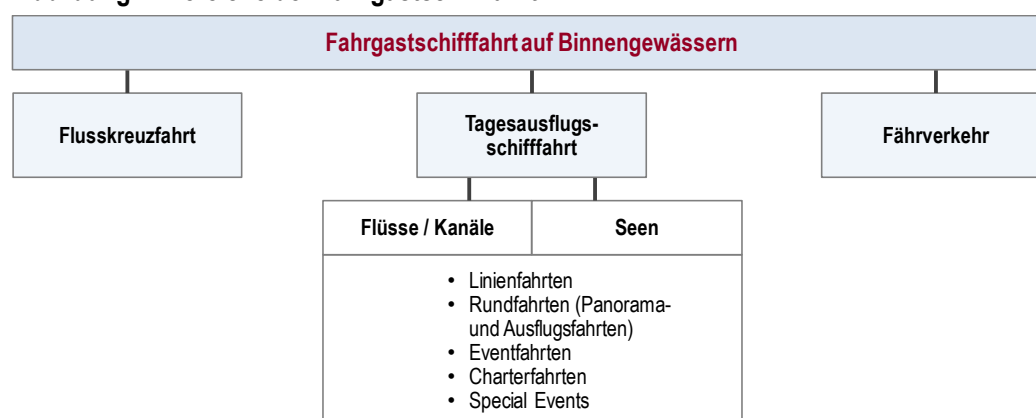 Fahrgastschifffahrt auf Binnengewässern
Flusskreuzfahrt
Tagesausflugs-
schifffahrt
Fährverkehr
Flüsse / Kanäle
Seen
• Linienfahrten
• Rundfahrten (Panorama-
und Ausflugsfahrten)
• Eventfahrten
• Charterfahrten
• Special Events